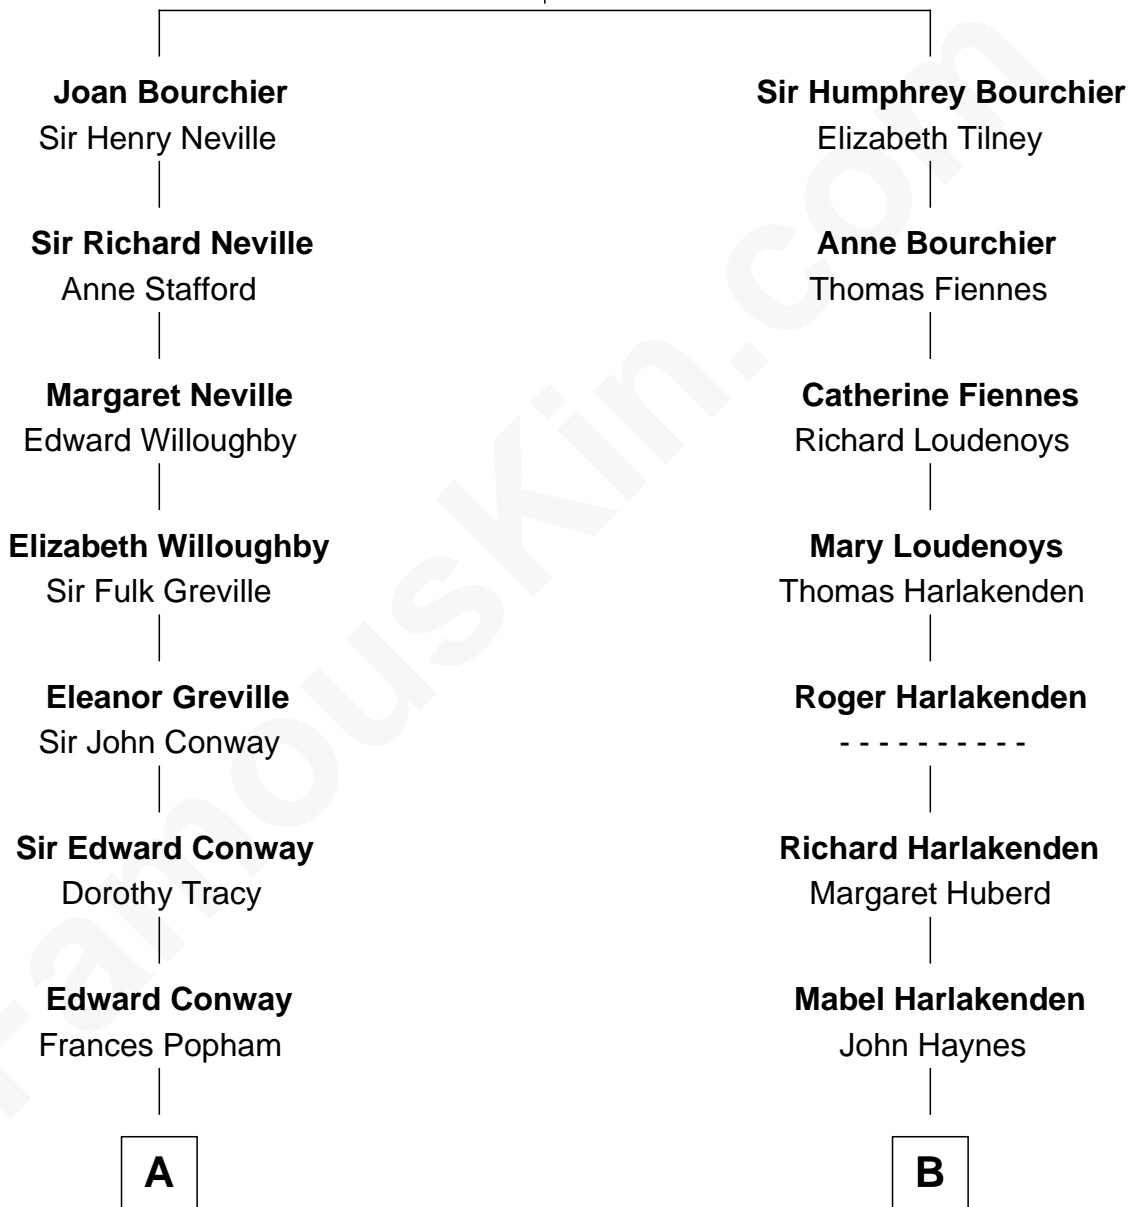 Joan Bourchier
Sir Henry Neville
Sir Richard Neville
Anne Stafford
Margaret Neville
Edward Willoughby
Elizabeth Willoughby
Sir Fulk Greville
Eleanor Greville
Sir John Conway
Sir Edward Conway
Dorothy Tracy
Edward Conway
Frances Popham
A
Sir Humphrey Bourchier
Elizabeth Tilney
Anne Bourchier
Thomas Fiennes
Catherine Fiennes
Richard Loudenoys
Mary Loudenoys
Thomas Harlakenden
Roger Harlakenden
- - - - - - - - - -
Richard Harlakenden
Margaret Huberd
Mabel Harlakenden
John Haynes
B
FamousKin.com